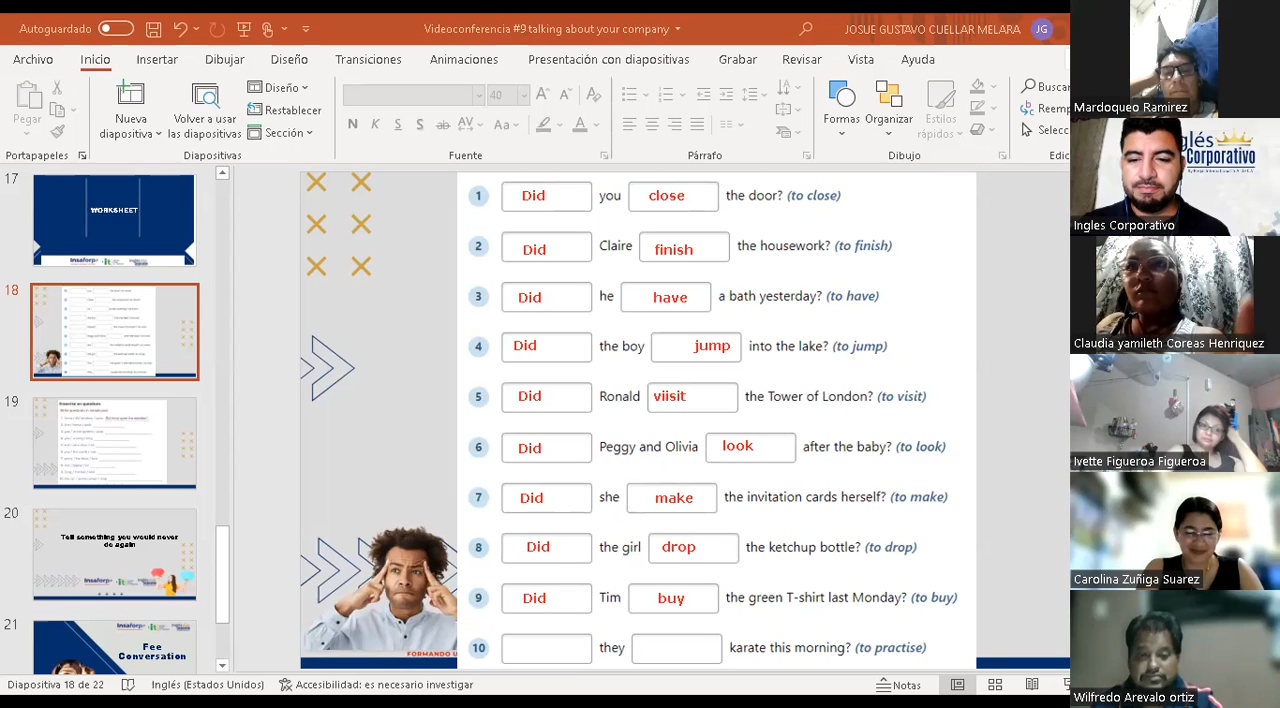 Autoguardado
Videoconferencia #9 talking about your company
JOSUE GUSTAVO CUELLAR MELARA JG
Archivo Inicio Insertar Dibujar Diseño Transiciones Animaciones Presentación con diapositivas Grabar Revisar Vista Ayuda
Pegar
Nueva diapositiva
Volver a usar las diapositivas
Diseño
Restablecer
Sección
40
N K S ab AV Aa A
Formas Organizar Estilos rápidos
Buscar
Reemp
Selecc
Portapapeles Diapositivas Fuente Párrafo Dibujo Edic
17
WORKSHEET
18
19
20
Tell something you would never do again
21
Fee Conversation
1 Did you close the door? (to close)
2 Did Claire finish the housework? (to finish)
3 Did he have a bath yesterday? (to have)
4 Did the boy jump into the lake? (to jump)
5 Did Ronald viisit the Tower of London? (to visit)
6 Did Peggy and Olivia look after the baby? (to look)
7 Did she make the invitation cards herself? (to make)
8 Did the girl drop the ketchup bottle? (to drop)
9 Did Tim buy the green T-shirt last Monday? (to buy)
10 they karate this morning? (to practise)
FORMANDO U
Diapositiva 18 de 22 Inglés (Estados Unidos) Accesibilidad: es necesario investigar Notas
Mardoqueo Ramirez
Inglés Corporativo
Ingles Corporativo
Claudia yamileth Coreas Henriquez
Ivette Figueroa Figueroa
Carolina Zuñiga Suarez
Wilfredo Arevalo ortiz